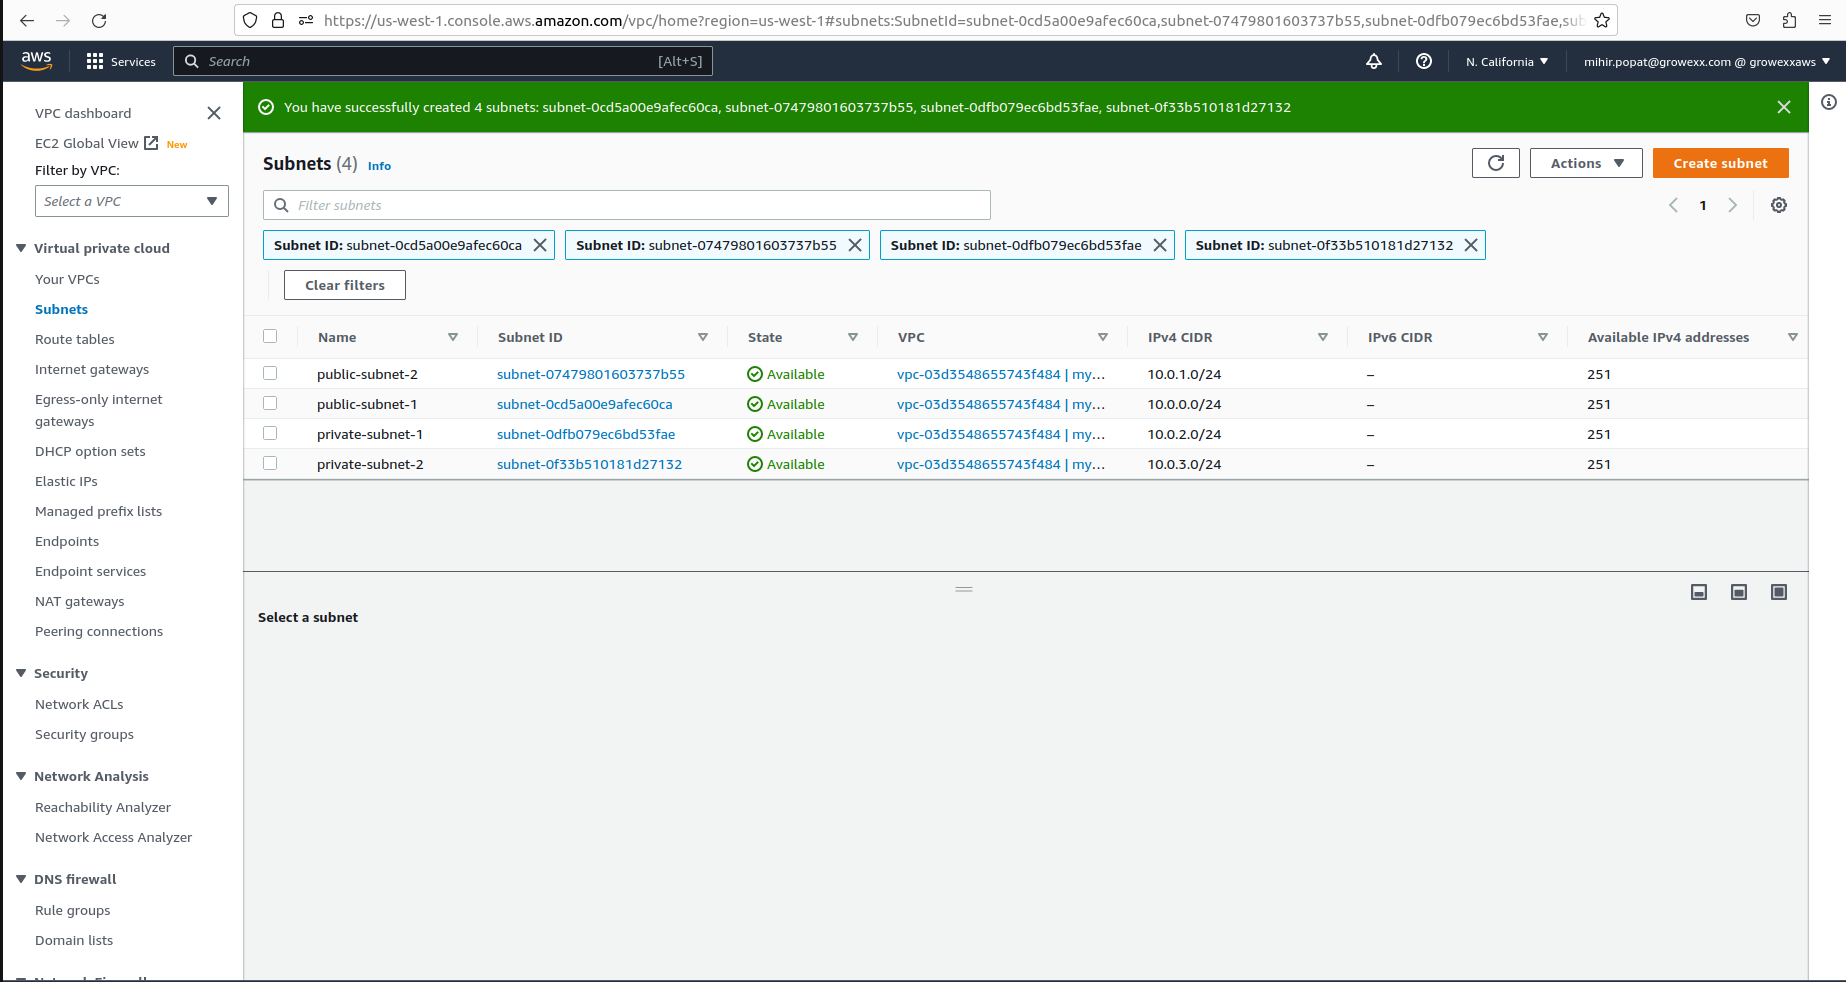 https://us-west-1.console.aws.amazon.com/vpc/home?region=us-west-1#subnets:SubnetId=subnet-0cd5a00e9afec60ca,subnet-07479801603737b55,subnet-0dfb079ec6bd53fae,sub
aws Services Search [Alt+S] N. California mihir.popat@growexx.com @ growexxaws
VPC dashboard
EC2 Global View New
Filter by VPC:
Select a VPC
Virtual private cloud
Your VPCs
Subnets
Route tables
Internet gateways
Egress-only internet
gateways
DHCP option sets
Elastic IPs
Managed prefix lists
Endpoints
Endpoint services
NAT gateways
Peering connections
Security
Network ACLs
Security groups
Network Analysis
Reachability Analyzer
Network Access Analyzer
DNS firewall
Rule groups
Domain lists
You have successfully created 4 subnets: subnet-0cd5a00e9afec60ca, subnet-07479801603737b55, subnet-0dfb079ec6bd53fae, subnet-0f33b510181d27132
Subnets (4) Info
Actions Create subnet
Filter subnets
1
Subnet ID: subnet-0cd5a00e9afec60ca Subnet ID: subnet-07479801603737b55 Subnet ID: subnet-0dfb079ec6bd53fae Subnet ID: subnet-0f33b510181d27132
Clear filters
Name Subnet ID State VPC IPv4 CIDR IPv6 CIDR Available IPv4 addresses
public-subnet-2 subnet-07479801603737b55 Available vpc-03d3548655743f484 | my... 10.0.1.0/24 – 251
public-subnet-1 subnet-0cd5a00e9afec60ca Available vpc-03d3548655743f484 | my... 10.0.0.0/24 – 251
private-subnet-1 subnet-0dfb079ec6bd53fae Available vpc-03d3548655743f484 | my... 10.0.2.0/24 – 251
private-subnet-2 subnet-0f33b510181d27132 Available vpc-03d3548655743f484 | my... 10.0.3.0/24 – 251
Select a subnet